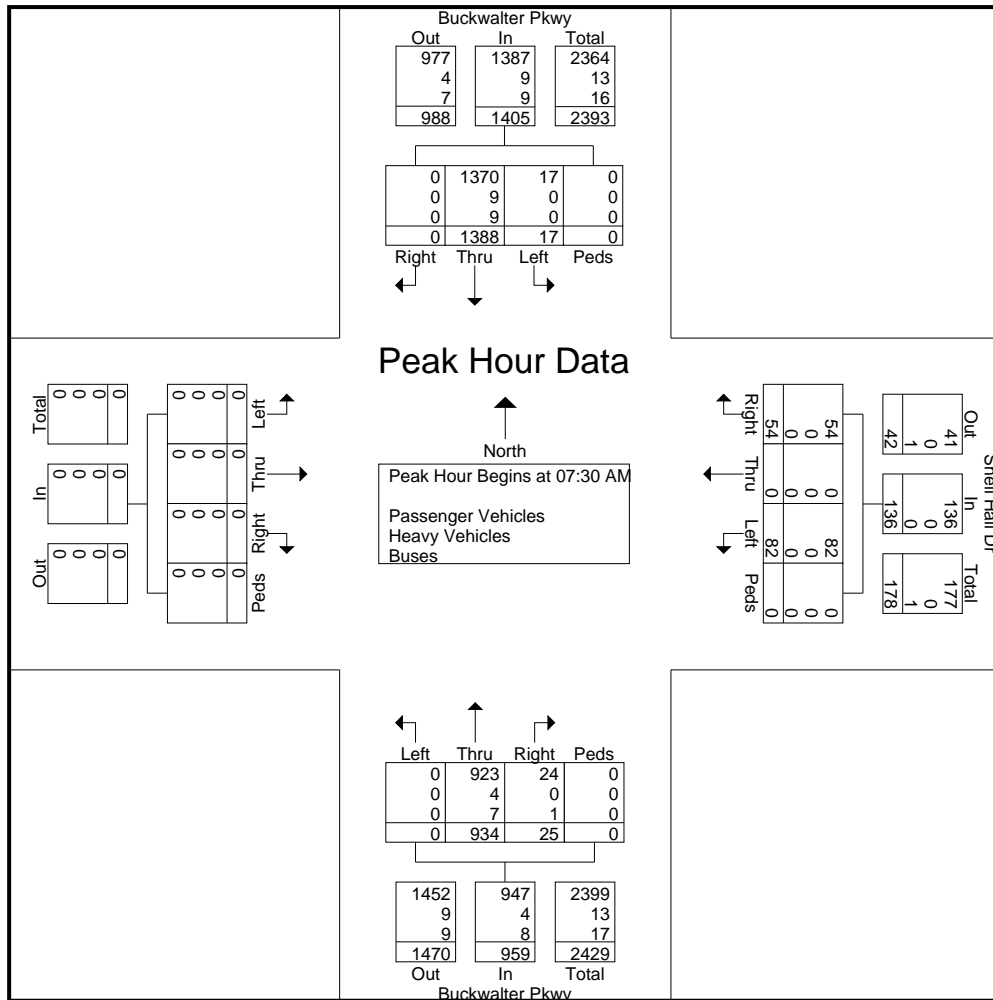 Buckwalter Pkwy
Out In Total
977 1387 2364
4 9 13
7 9 16
988 1405 2393
0 1370 17 0
0 9 0 0
0 9 0 0
0 1388 17 0
Right Thru Left Peds
Peak Hour Data
North
Peak Hour Begins at 07:30 AM
Passenger Vehicles
Heavy Vehicles
Buses
Total
0 0 0 0
In
0 0 0 0
Out
0 0 0 0
Left
0 0 0 0
Thru
0 0 0 0
Right
0 0 0 0
Peds
0 0 0 0
Right
54 0 0 54
Thru
0 0 0 0
Left
82 0 0 82
Peds
0 0 0 0
Shell Hall Dr
Out
41 0 1 42
In
136 0 0 136
Total
177 0 1 178
Left Thru Right Peds
0 923 24 0
0 4 0 0
0 7 1 0
0 934 25 0
1452 947 2399
9 4 13
9 8 17
1470 959 2429
Out In Total
Buckwalter Pkwy